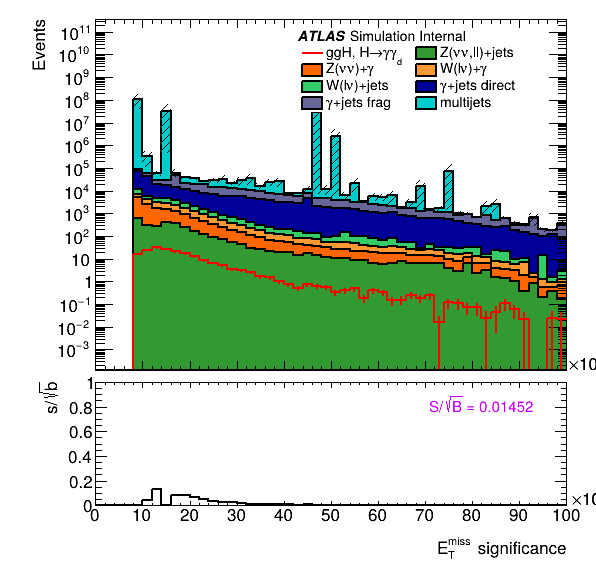 Events
10¹¹
10¹⁰
10⁹
10⁸
10⁷
10⁶
10⁵
10⁴
10³
10²
10
1
10⁻¹
10⁻²
10⁻³
ATLAS Simulation Internal
ggH, H→γγ_d
Z(νν,ll)+jets
Z(νν)+γ
W(lν)+γ
W(lν)+jets
γ+jets direct
γ+jets frag
multijets
×10
s/√b
1
0.8
0.6
0.4
0.2
0
S/√B = 0.01452
×10
0 10 20 30 40 50 60 70 80 90 100
E_T^miss significance